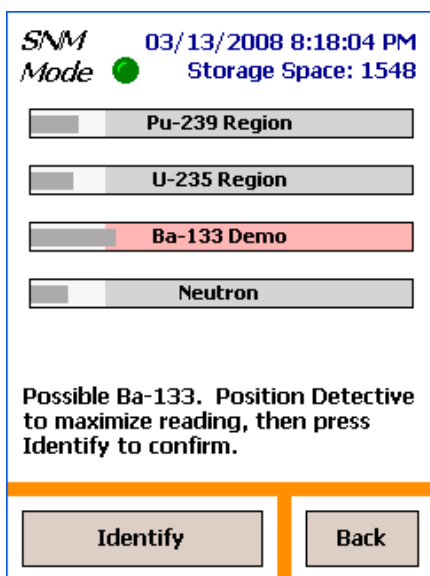 SNM 03/13/2008 8:18:04 PM
Mode Storage Space: 1548
Pu-239 Region
U-235 Region
Ba-133 Demo
Neutron
Possible Ba-133. Position Detective
to maximize reading, then press
Identify to confirm.
Identify Back